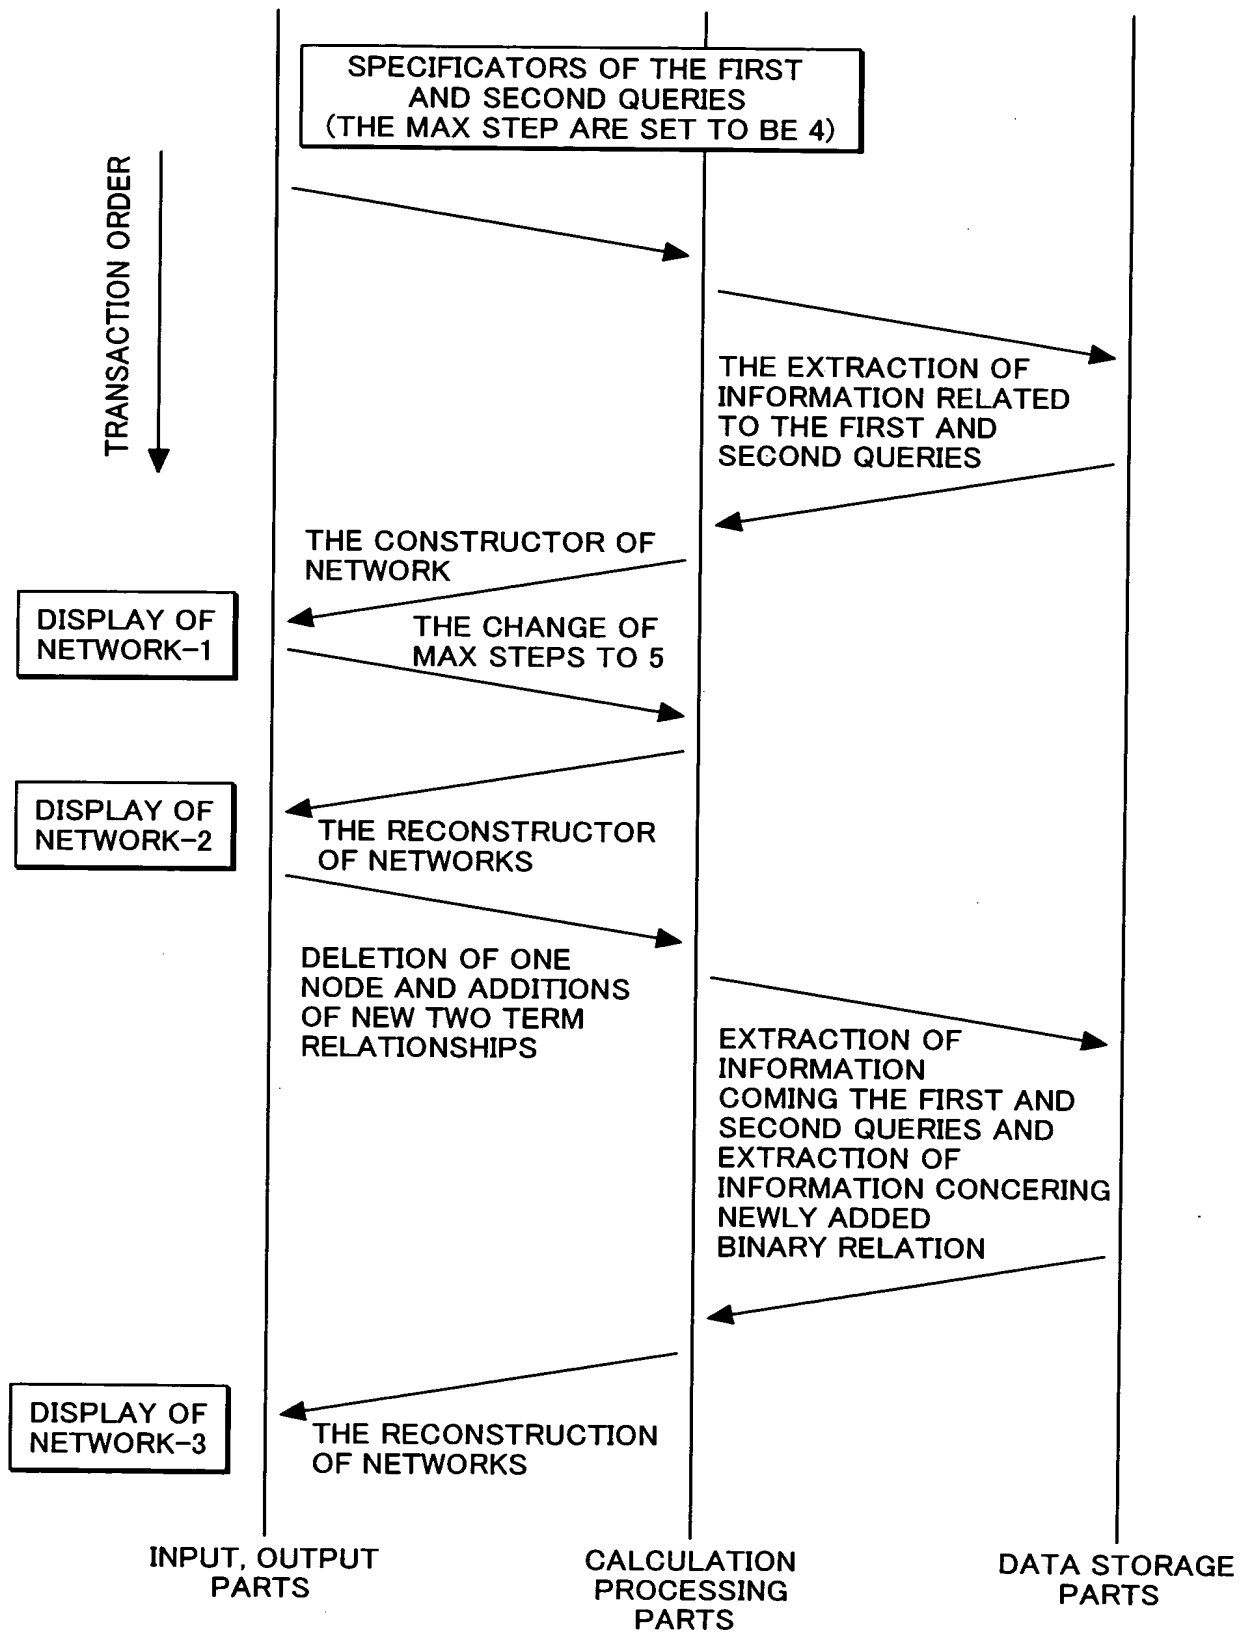 SPECIFICATORS OF THE FIRST
AND SECOND QUERIES
(THE MAX STEP ARE SET TO BE 4)
TRANSACTION ORDER
THE EXTRACTION OF
INFORMATION RELATED
TO THE FIRST AND
SECOND QUERIES
THE CONSTRUCTOR OF
NETWORK
DISPLAY OF
NETWORK-1
THE CHANGE OF
MAX STEPS TO 5
DISPLAY OF
NETWORK-2
THE RECONSTRUCTOR
OF NETWORKS
DELETION OF ONE
NODE AND ADDITIONS
OF NEW TWO TERM
RELATIONSHIPS
EXTRACTION OF
INFORMATION
COMING THE FIRST AND
SECOND QUERIES AND
EXTRACTION OF
INFORMATION CONCERING
NEWLY ADDED
BINARY RELATION
DISPLAY OF
NETWORK-3
THE RECONSTRUCTION
OF NETWORKS
INPUT, OUTPUT
PARTS
CALCULATION
PROCESSING
PARTS
DATA STORAGE
PARTS